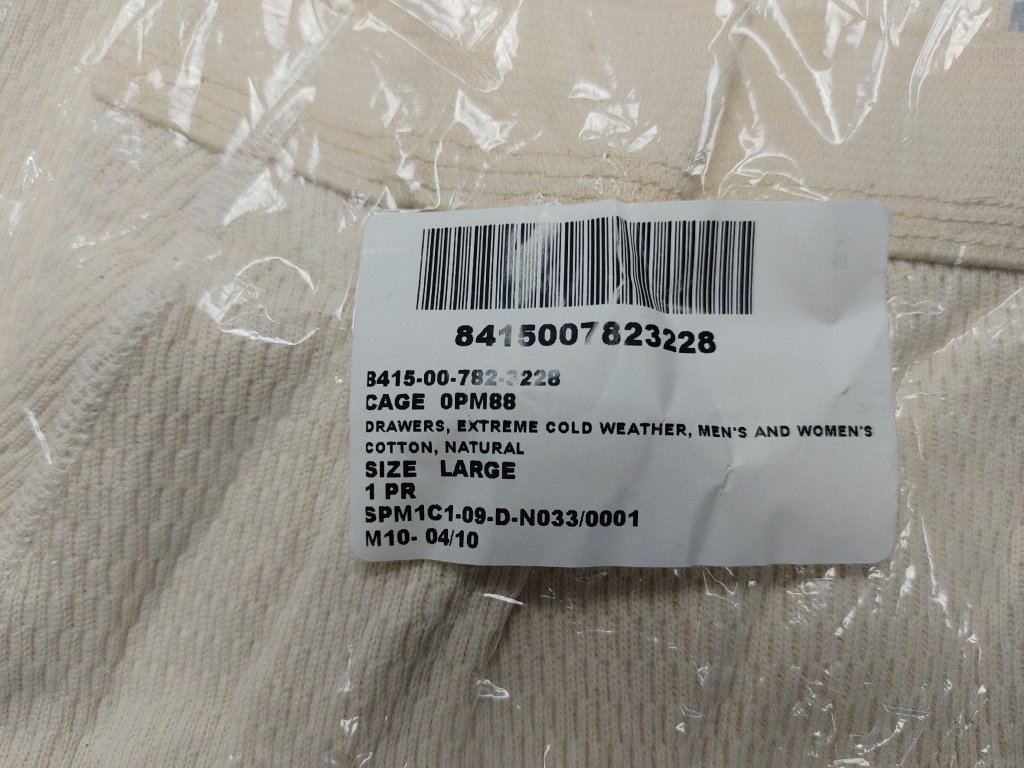 8415007823228
8415-00-782-3228
CAGE 0PM88
DRAWERS, EXTREME COLD WEATHER, MEN'S AND WOMEN'S
COTTON, NATURAL
SIZE LARGE
1 PR
SPM1C1-09-D-N033/0001
M10- 04/10